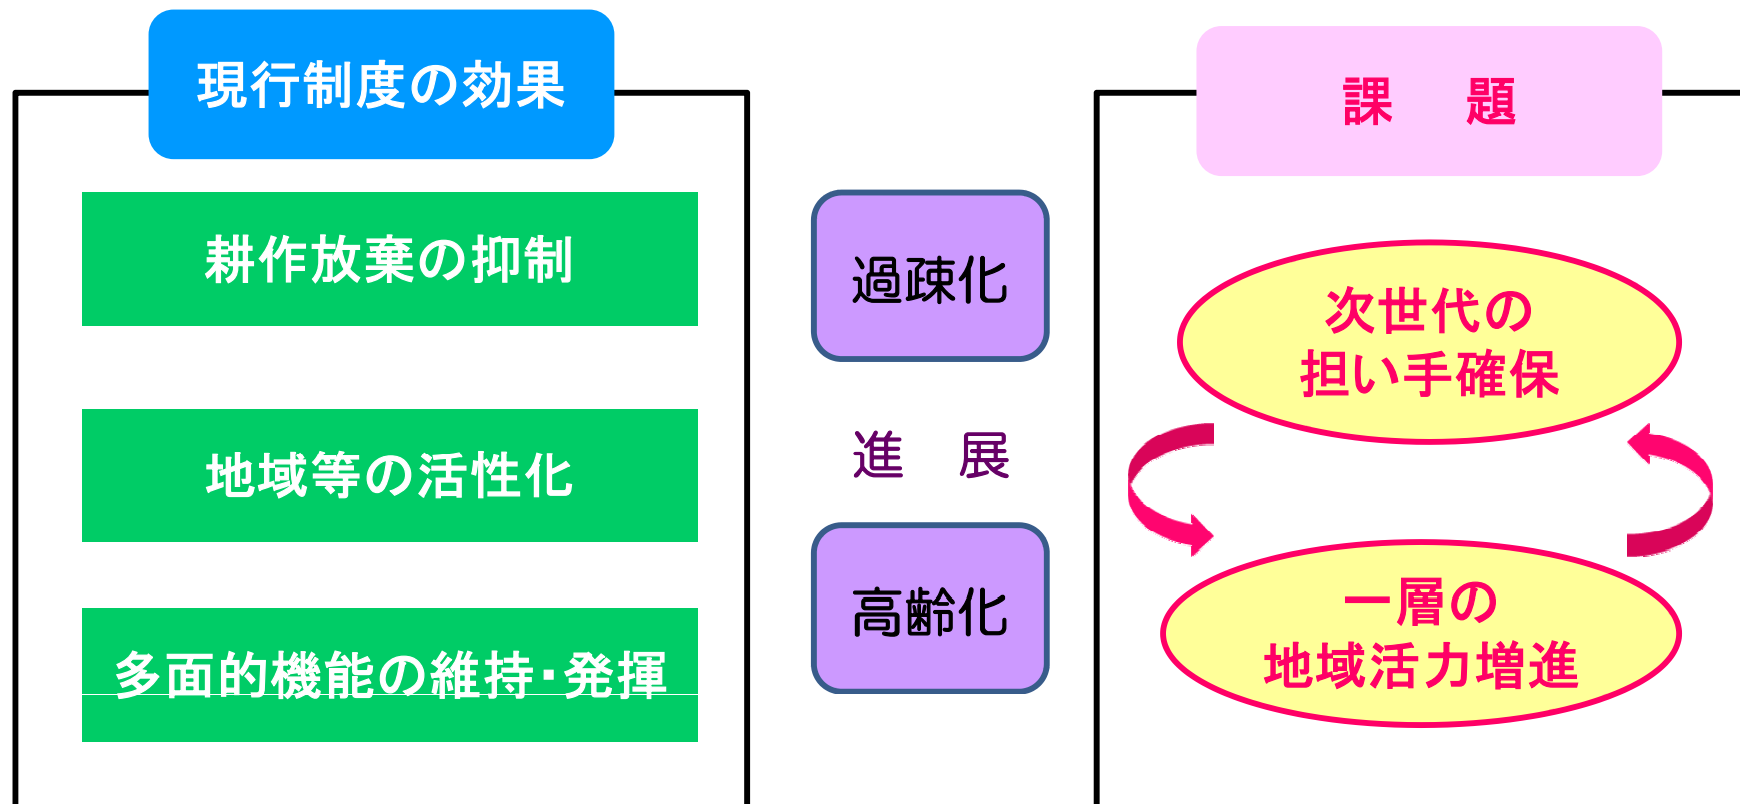 現行制度の効果
耕作放棄の抑制
地域等の活性化
多面的機能の維持・発揮
過疎化
進　展
高齢化
課　題
次世代の
担い手確保
一層の
地域活力増進